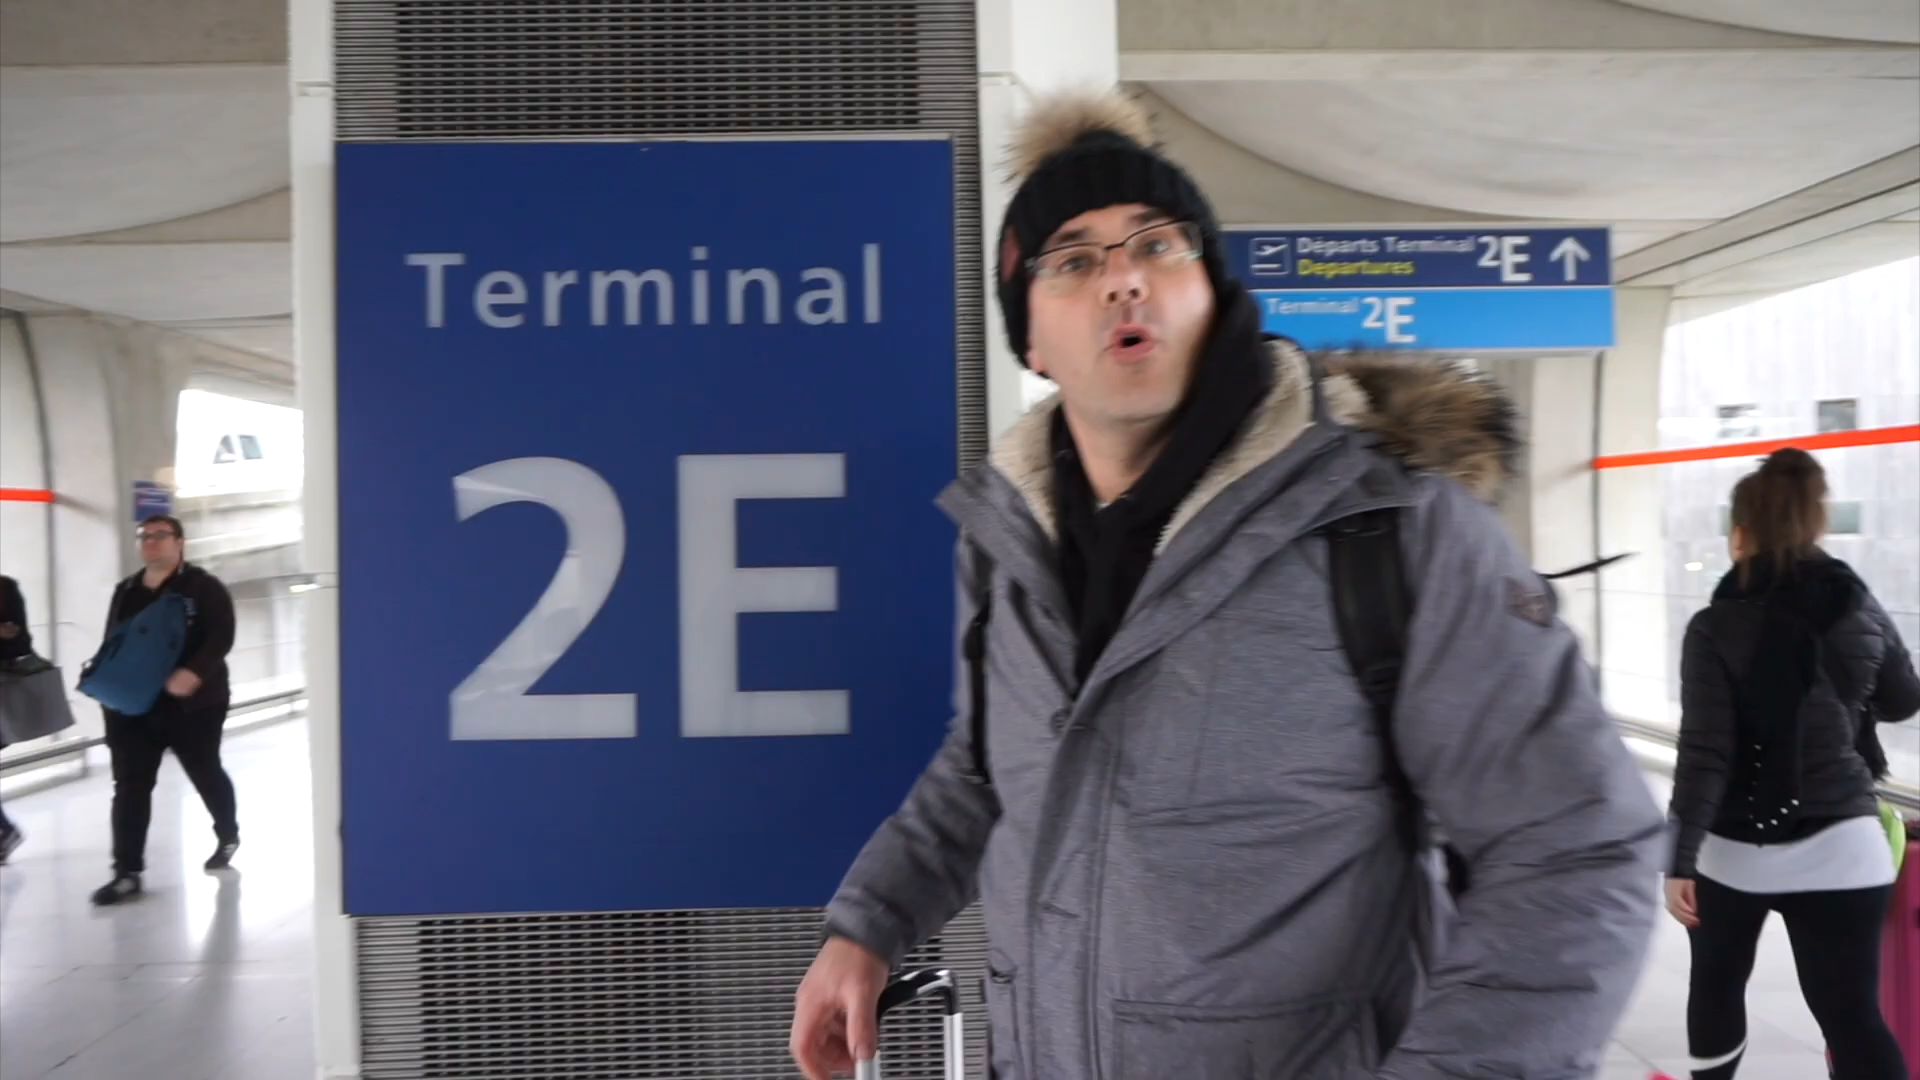 Terminal
2E
Départs Terminal 2E
Departures
Terminal 2E